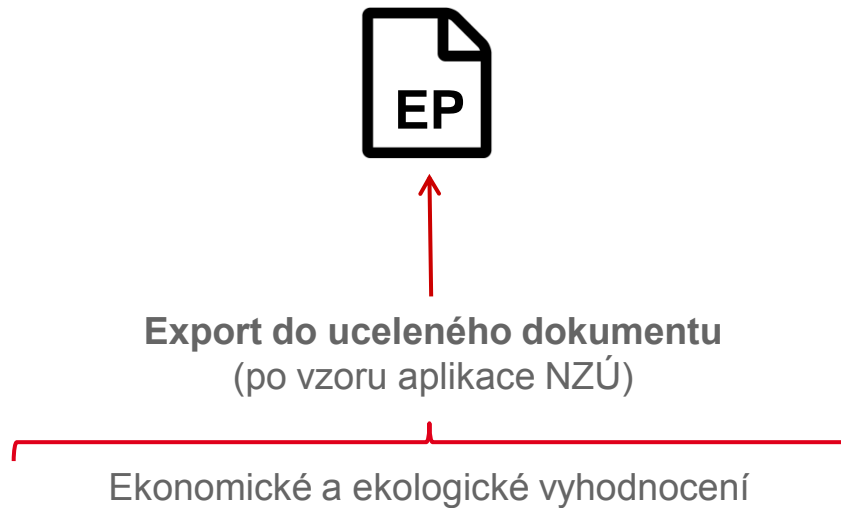 EP
Export do uceleného dokumentu
(po vzoru aplikace NZÚ)
Ekonomické a ekologické vyhodnocení